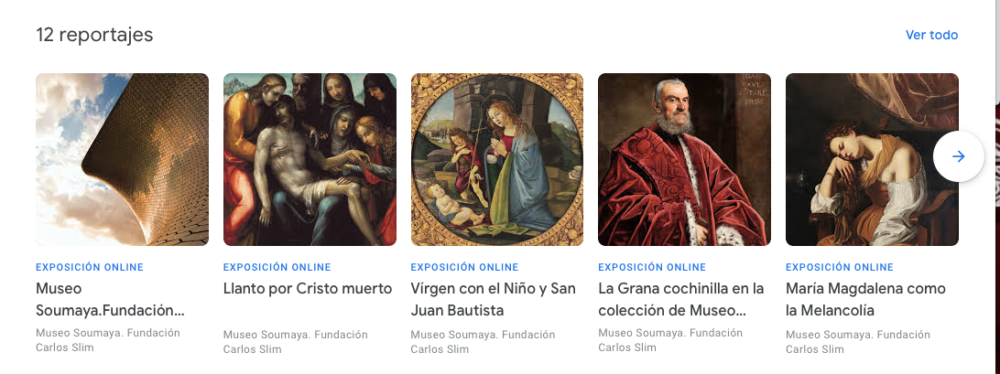 12 reportajes
Ver todo
EXPOSICIÓN ONLINE
Museo
Soumaya.Fundación...
Museo Soumaya. Fundación
Carlos Slim
EXPOSICIÓN ONLINE
Llanto por Cristo muerto
Museo Soumaya. Fundación
Carlos Slim
EXPOSICIÓN ONLINE
Vírgen con el Niño y San
Juan Bautista
Museo Soumaya. Fundación
Carlos Slim
EXPOSICIÓN ONLINE
La Grana cochinilla en la
colección de Museo...
Museo Soumaya. Fundación
Carlos Slim
EXPOSICIÓN ONLINE
María Magdalena como
la Melancolía
Museo Soumaya. Fundación
Carlos Slim